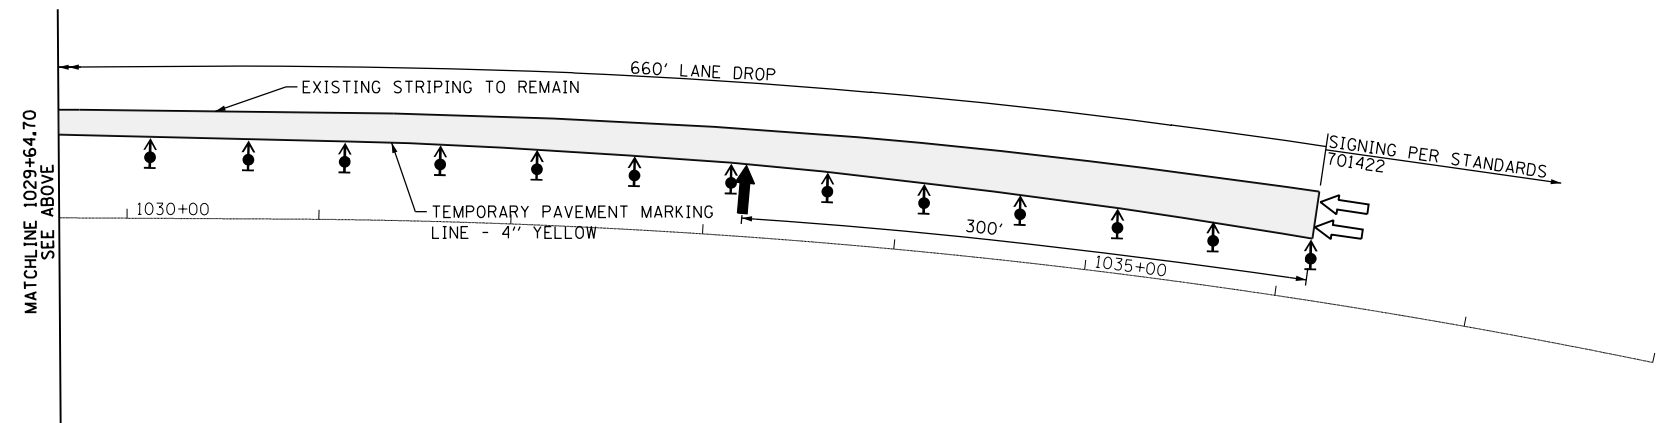 660' LANE DROP
EXISTING STRIPING TO REMAIN
MATCHLINE 1029+64.70
SEE ABOVE
SIGNING PER STANDARDS
701422
1030+00
TEMPORARY PAVEMENT MARKING
LINE - 4'' YELLOW
300'
1035+00